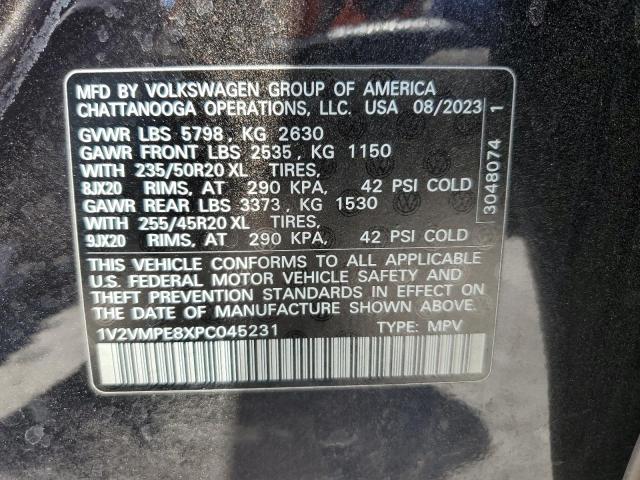 MFD BY VOLKSWAGEN GROUP OF AMERICA
CHATTANOOGA OPERATIONS, LLC. USA 08/2023
GVWR LBS 5798, KG 2630
GAWR FRONT LBS 2535, KG 1150
WITH 235/50R20 XL TIRES,
8JX20 RIMS, AT 290 KPA, 42 PSI COLD
GAWR REAR LBS 3373, KG 1530
WITH 255/45R20 XL TIRES,
9JX20 RIMS, AT 290 KPA, 42 PSI COLD
THIS VEHICLE CONFORMS TO ALL APPLICABLE
U.S. FEDERAL MOTOR VEHICLE SAFETY AND
THEFT PREVENTION STANDARDS IN EFFECT ON
THE DATE OF MANUFACTURE SHOWN ABOVE.
1V2VMPE8XPC045231 TYPE: MPV
3048074 1